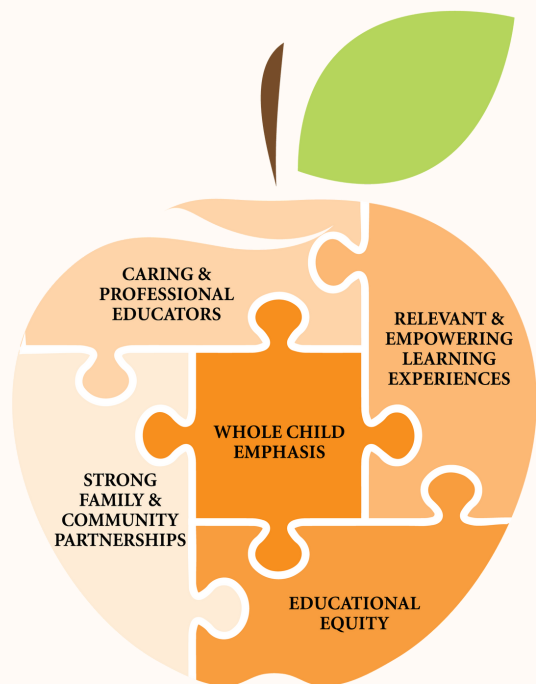 CARING &
PROFESSIONAL
EDUCATORS
RELEVANT &
EMPOWERING
LEARNING
EXPERIENCES
WHOLE CHILD
EMPHASIS
STRONG
FAMILY &
COMMUNITY
PARTNERSHIPS
EDUCATIONAL
EQUITY